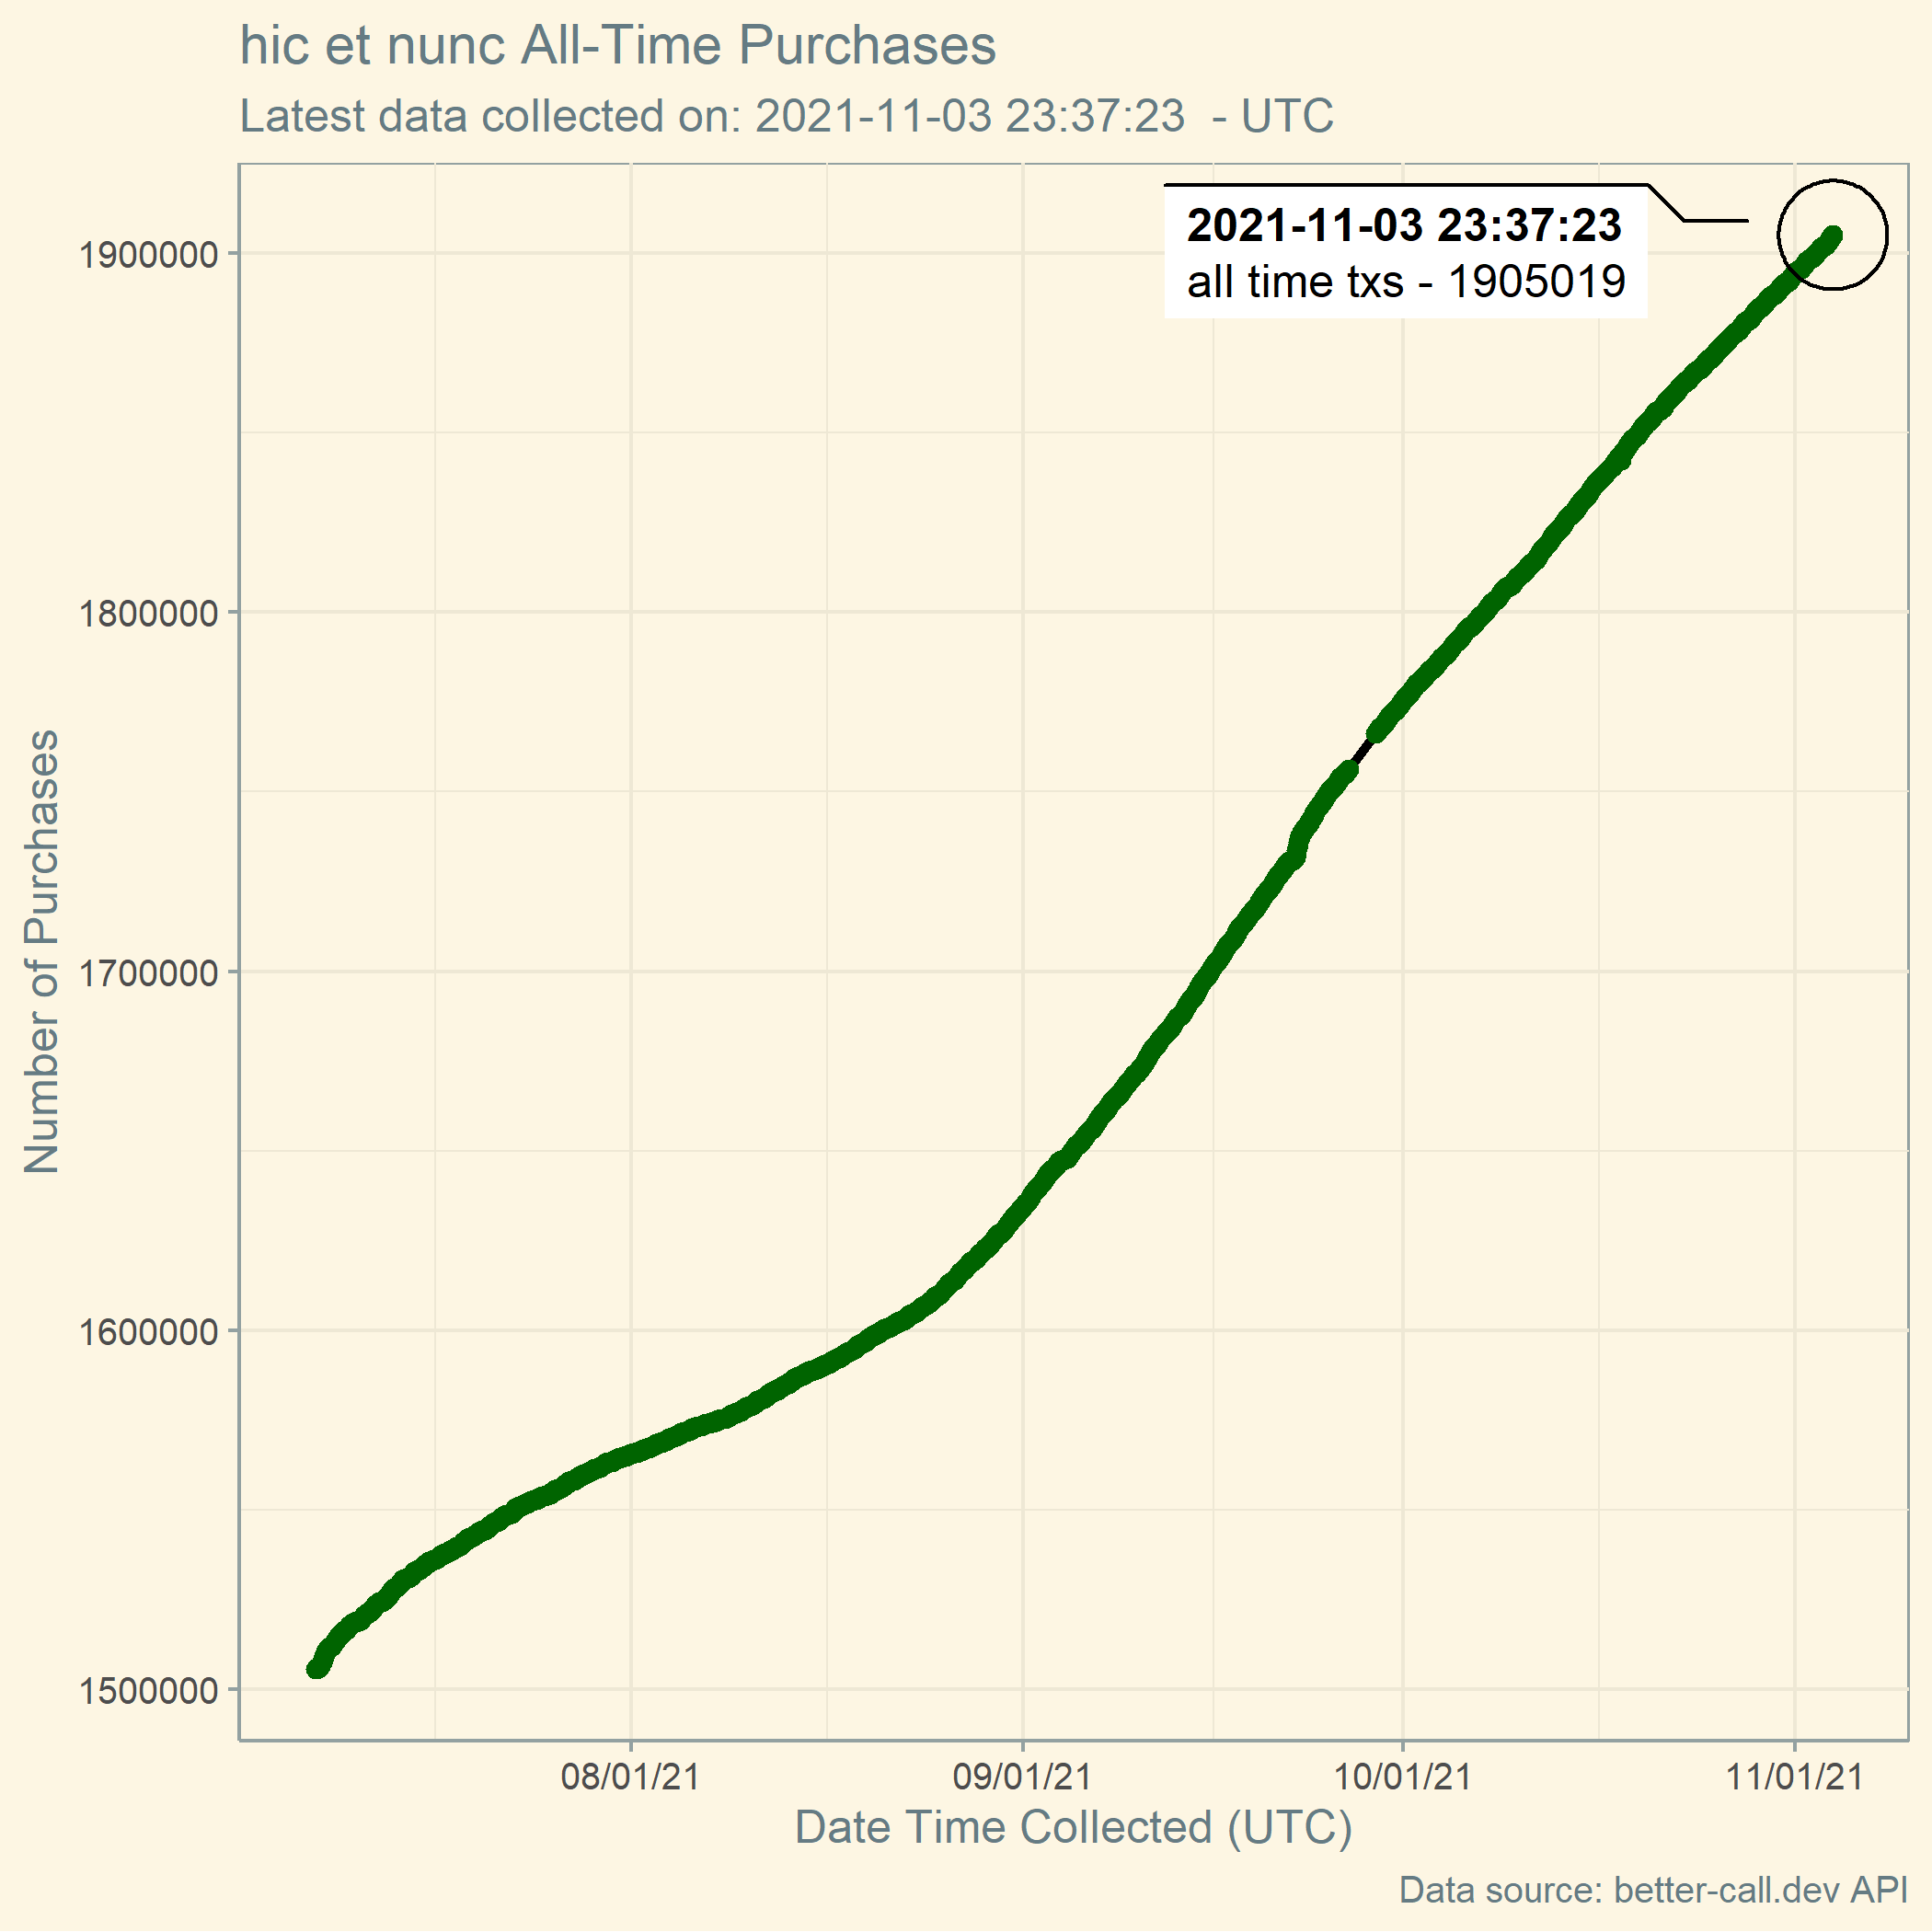 hic et nunc All-Time Purchases
Latest data collected on: 2021-11-03 23:37:23  - UTC
2021-11-03 23:37:23
all time txs - 1905019
Number of Purchases
1900000
1800000
1700000
1600000
1500000
08/01/21 09/01/21 10/01/21 11/01/21
Date Time Collected (UTC)
Data source: better-call.dev API